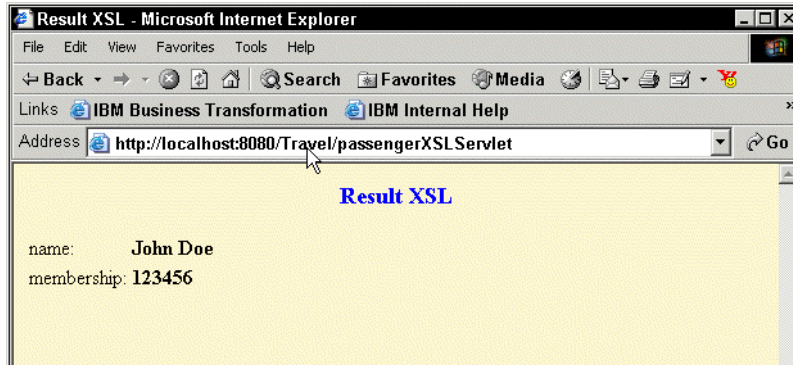 Result XSL - Microsoft Internet Explorer
File Edit View Favorites Tools Help
Back Search Favorites Media
Links IBM Business Transformation IBM Internal Help »
Address http://localhost:8080/Travel/passengerXSLServlet Go
Result XSL
name: John Doe
membership: 123456